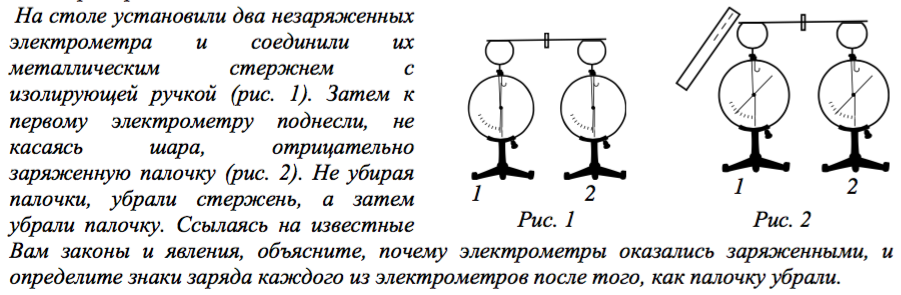 На столе установили два незаряженных
электрометра и соединили их
металлическим стержнем с
изолирующей ручкой (рис. 1). Затем к
первому электрометру поднесли, не
касаясь шара, отрицательно
заряженную палочку (рис. 2). Не убирая
палочки, убрали стержень, а затем
убрали палочку. Ссылаясь на известные
Вам законы и явления, объясните, почему электрометры оказались заряженными, и
определите знаки заряда каждого из электрометров после того, как палочку убрали.
1 2
Рис. 1
1 2
Рис. 2